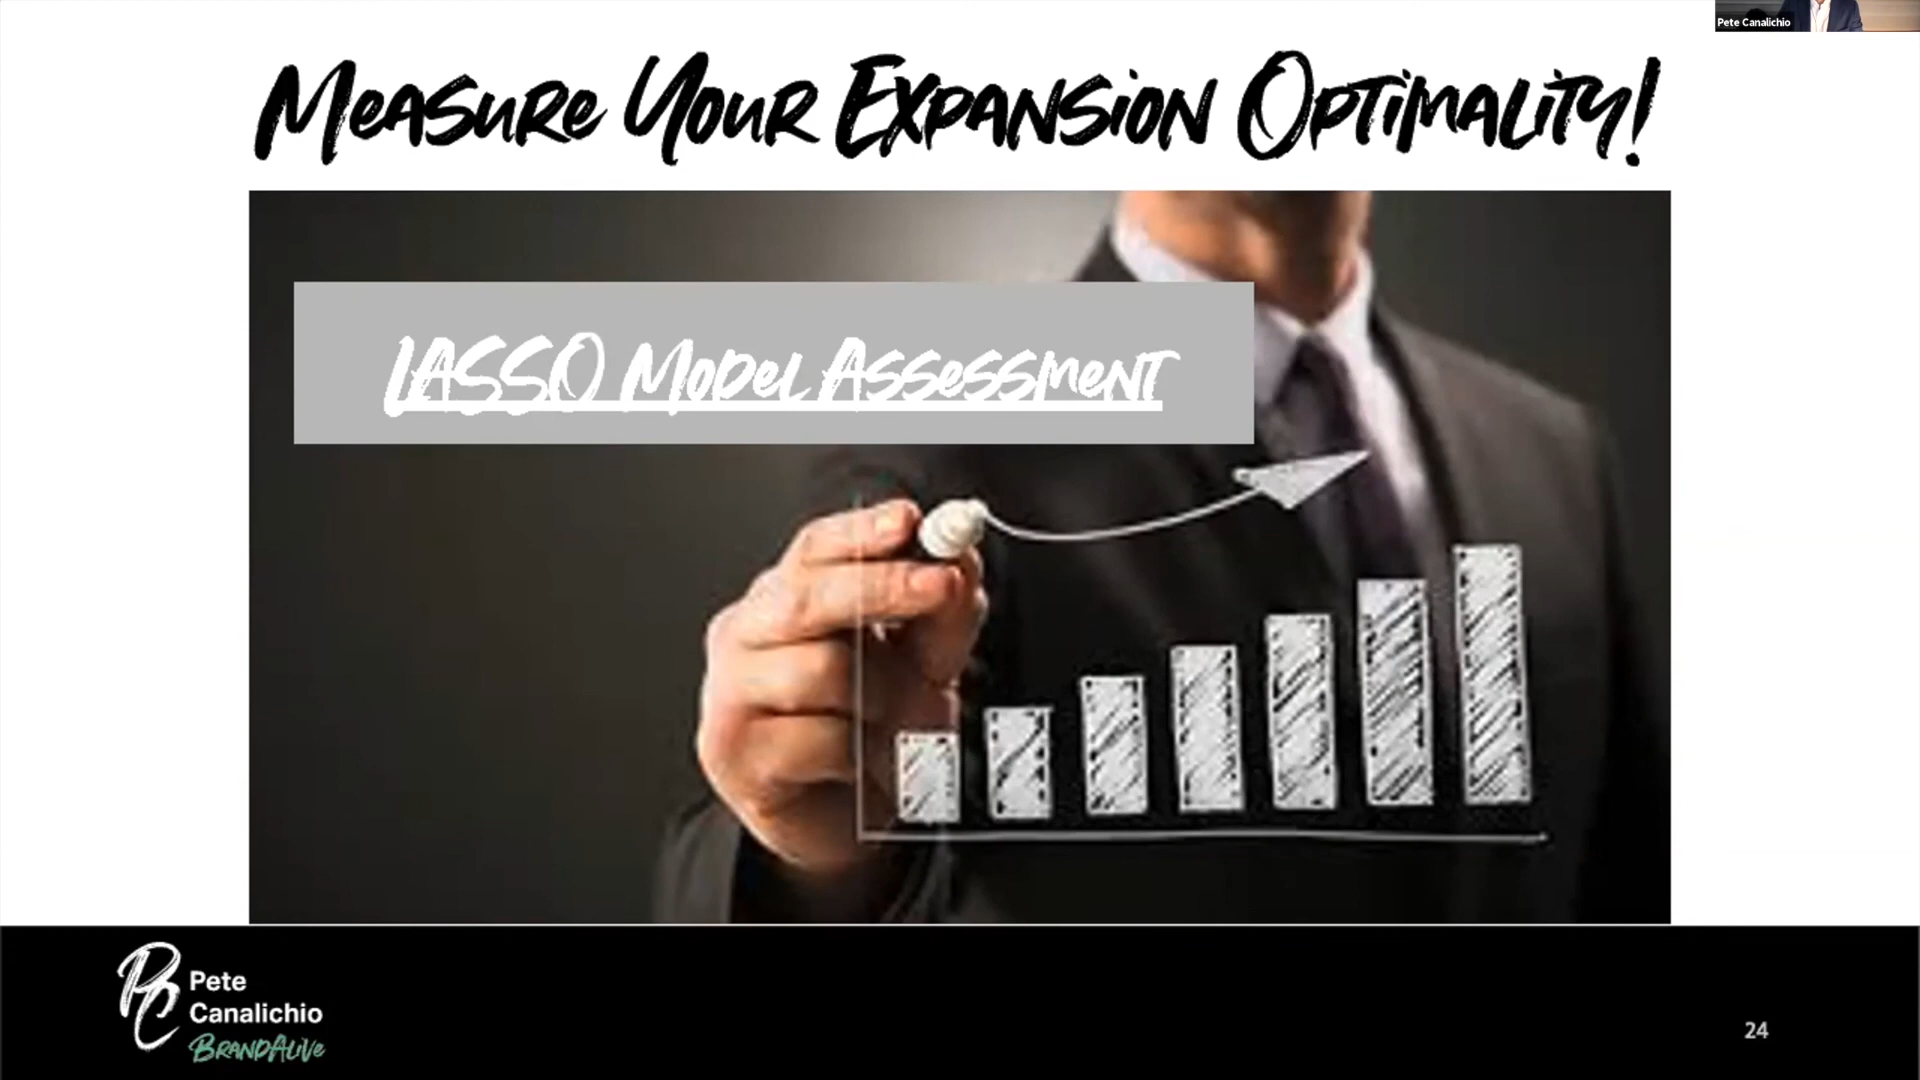 Pete Canalichio
Measure Your Expansion Optimality!
LASSO Model Assessment
Pete
Canalichio
BrandAlive
24